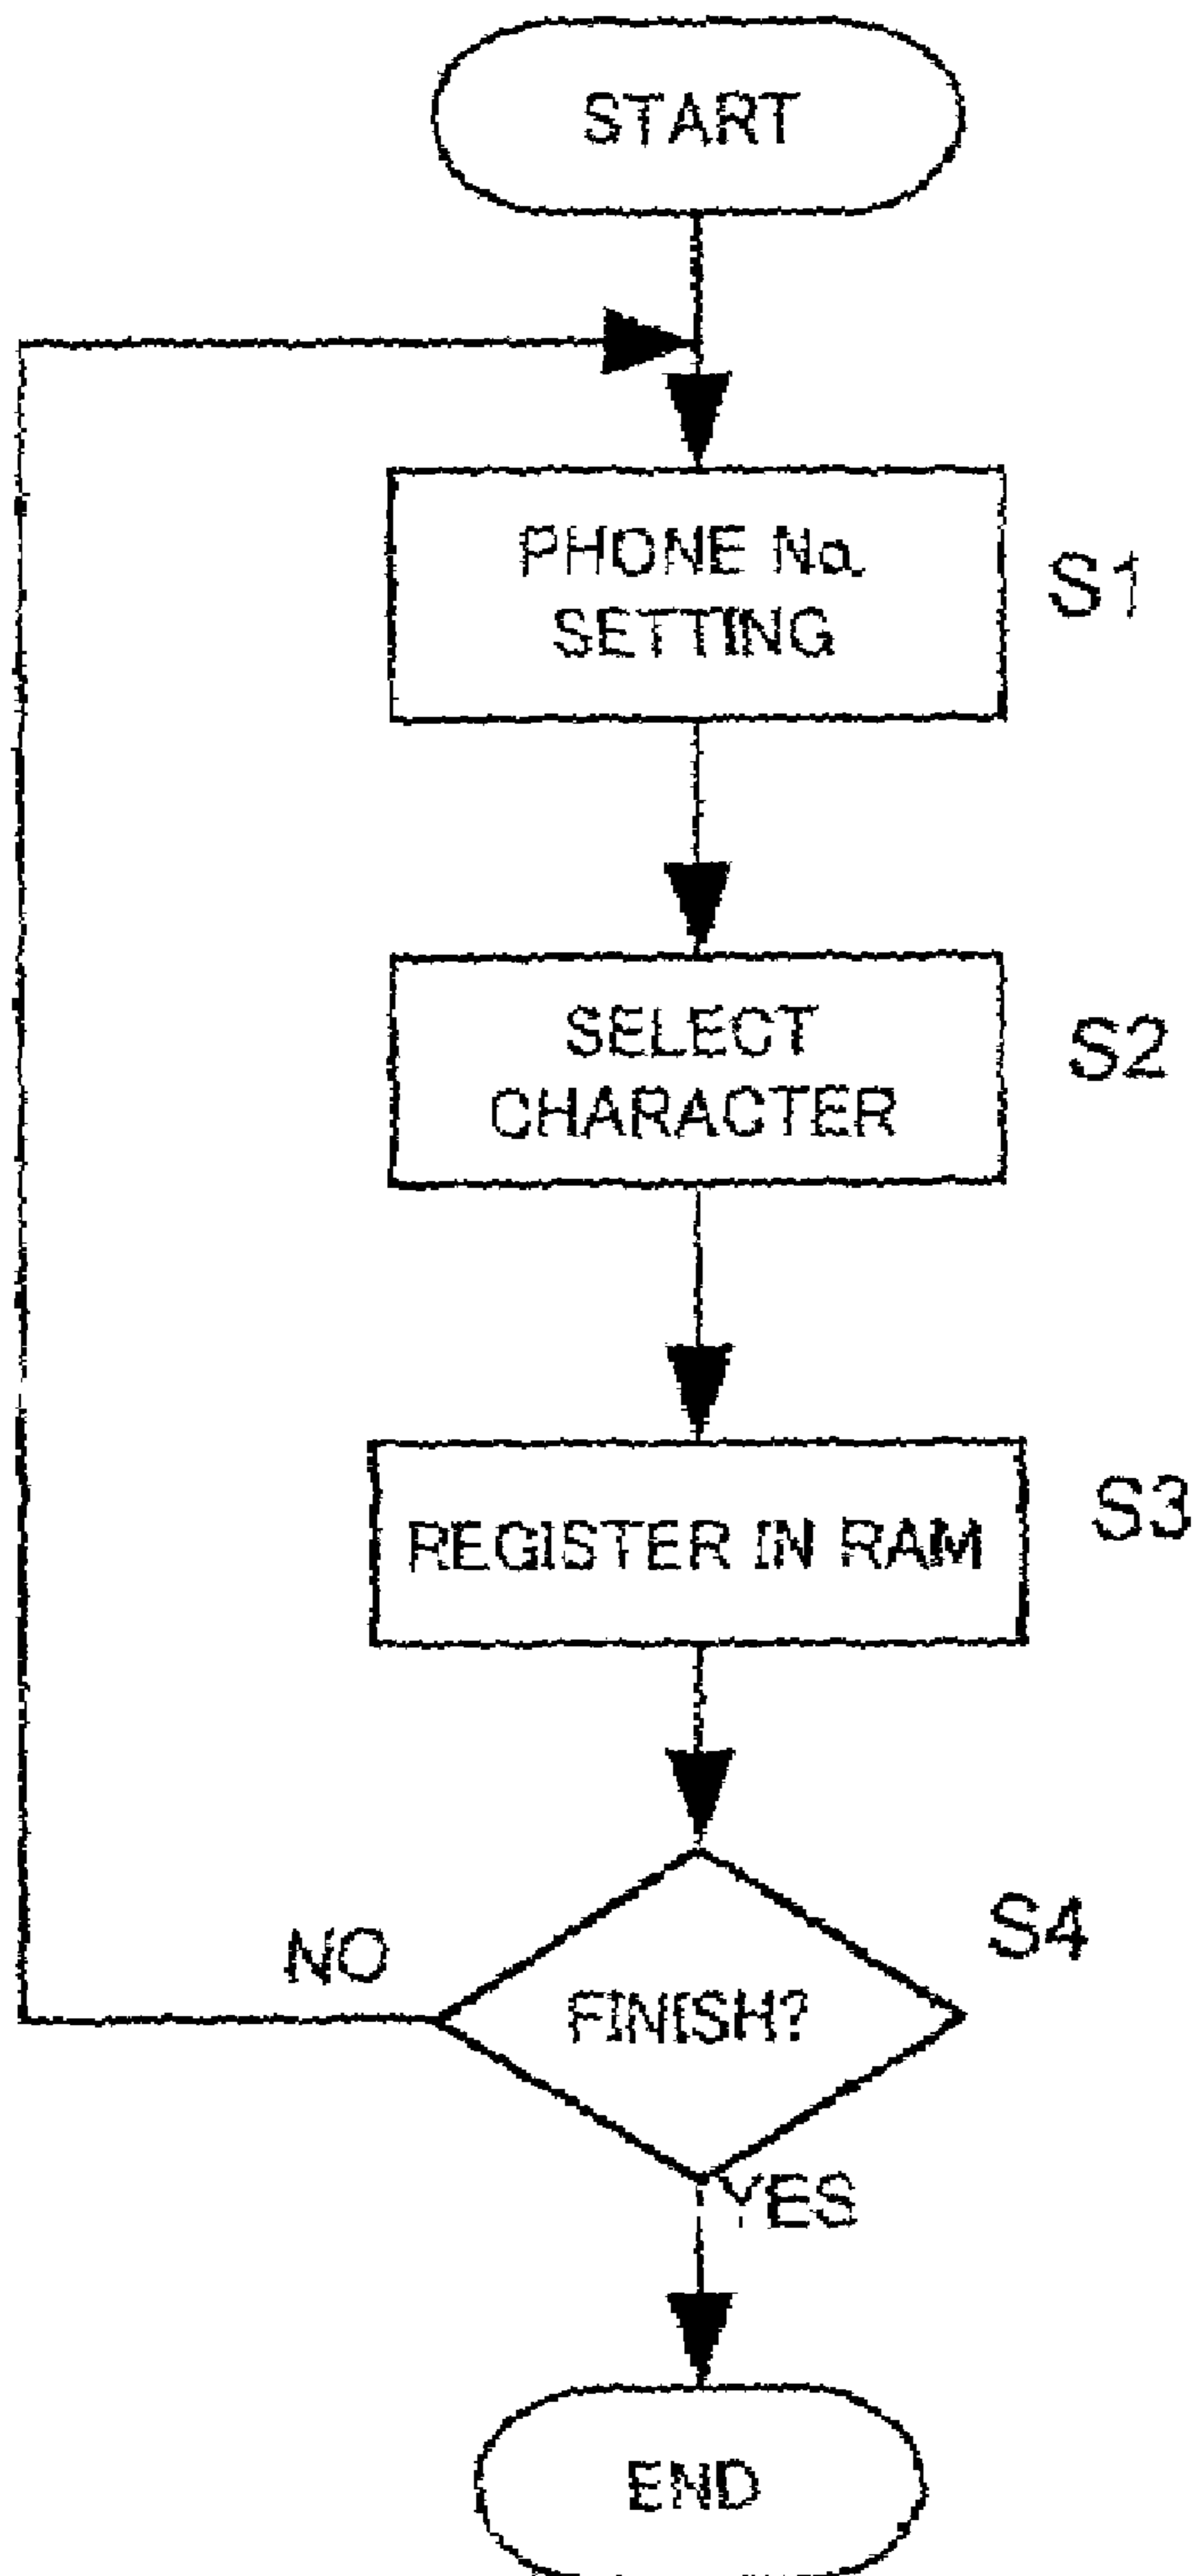 START
PHONE No.
SETTING
S1
SELECT
CHARACTER
S2
REGISTER IN RAM
S3
FINISH?
S4
NO
YES
END